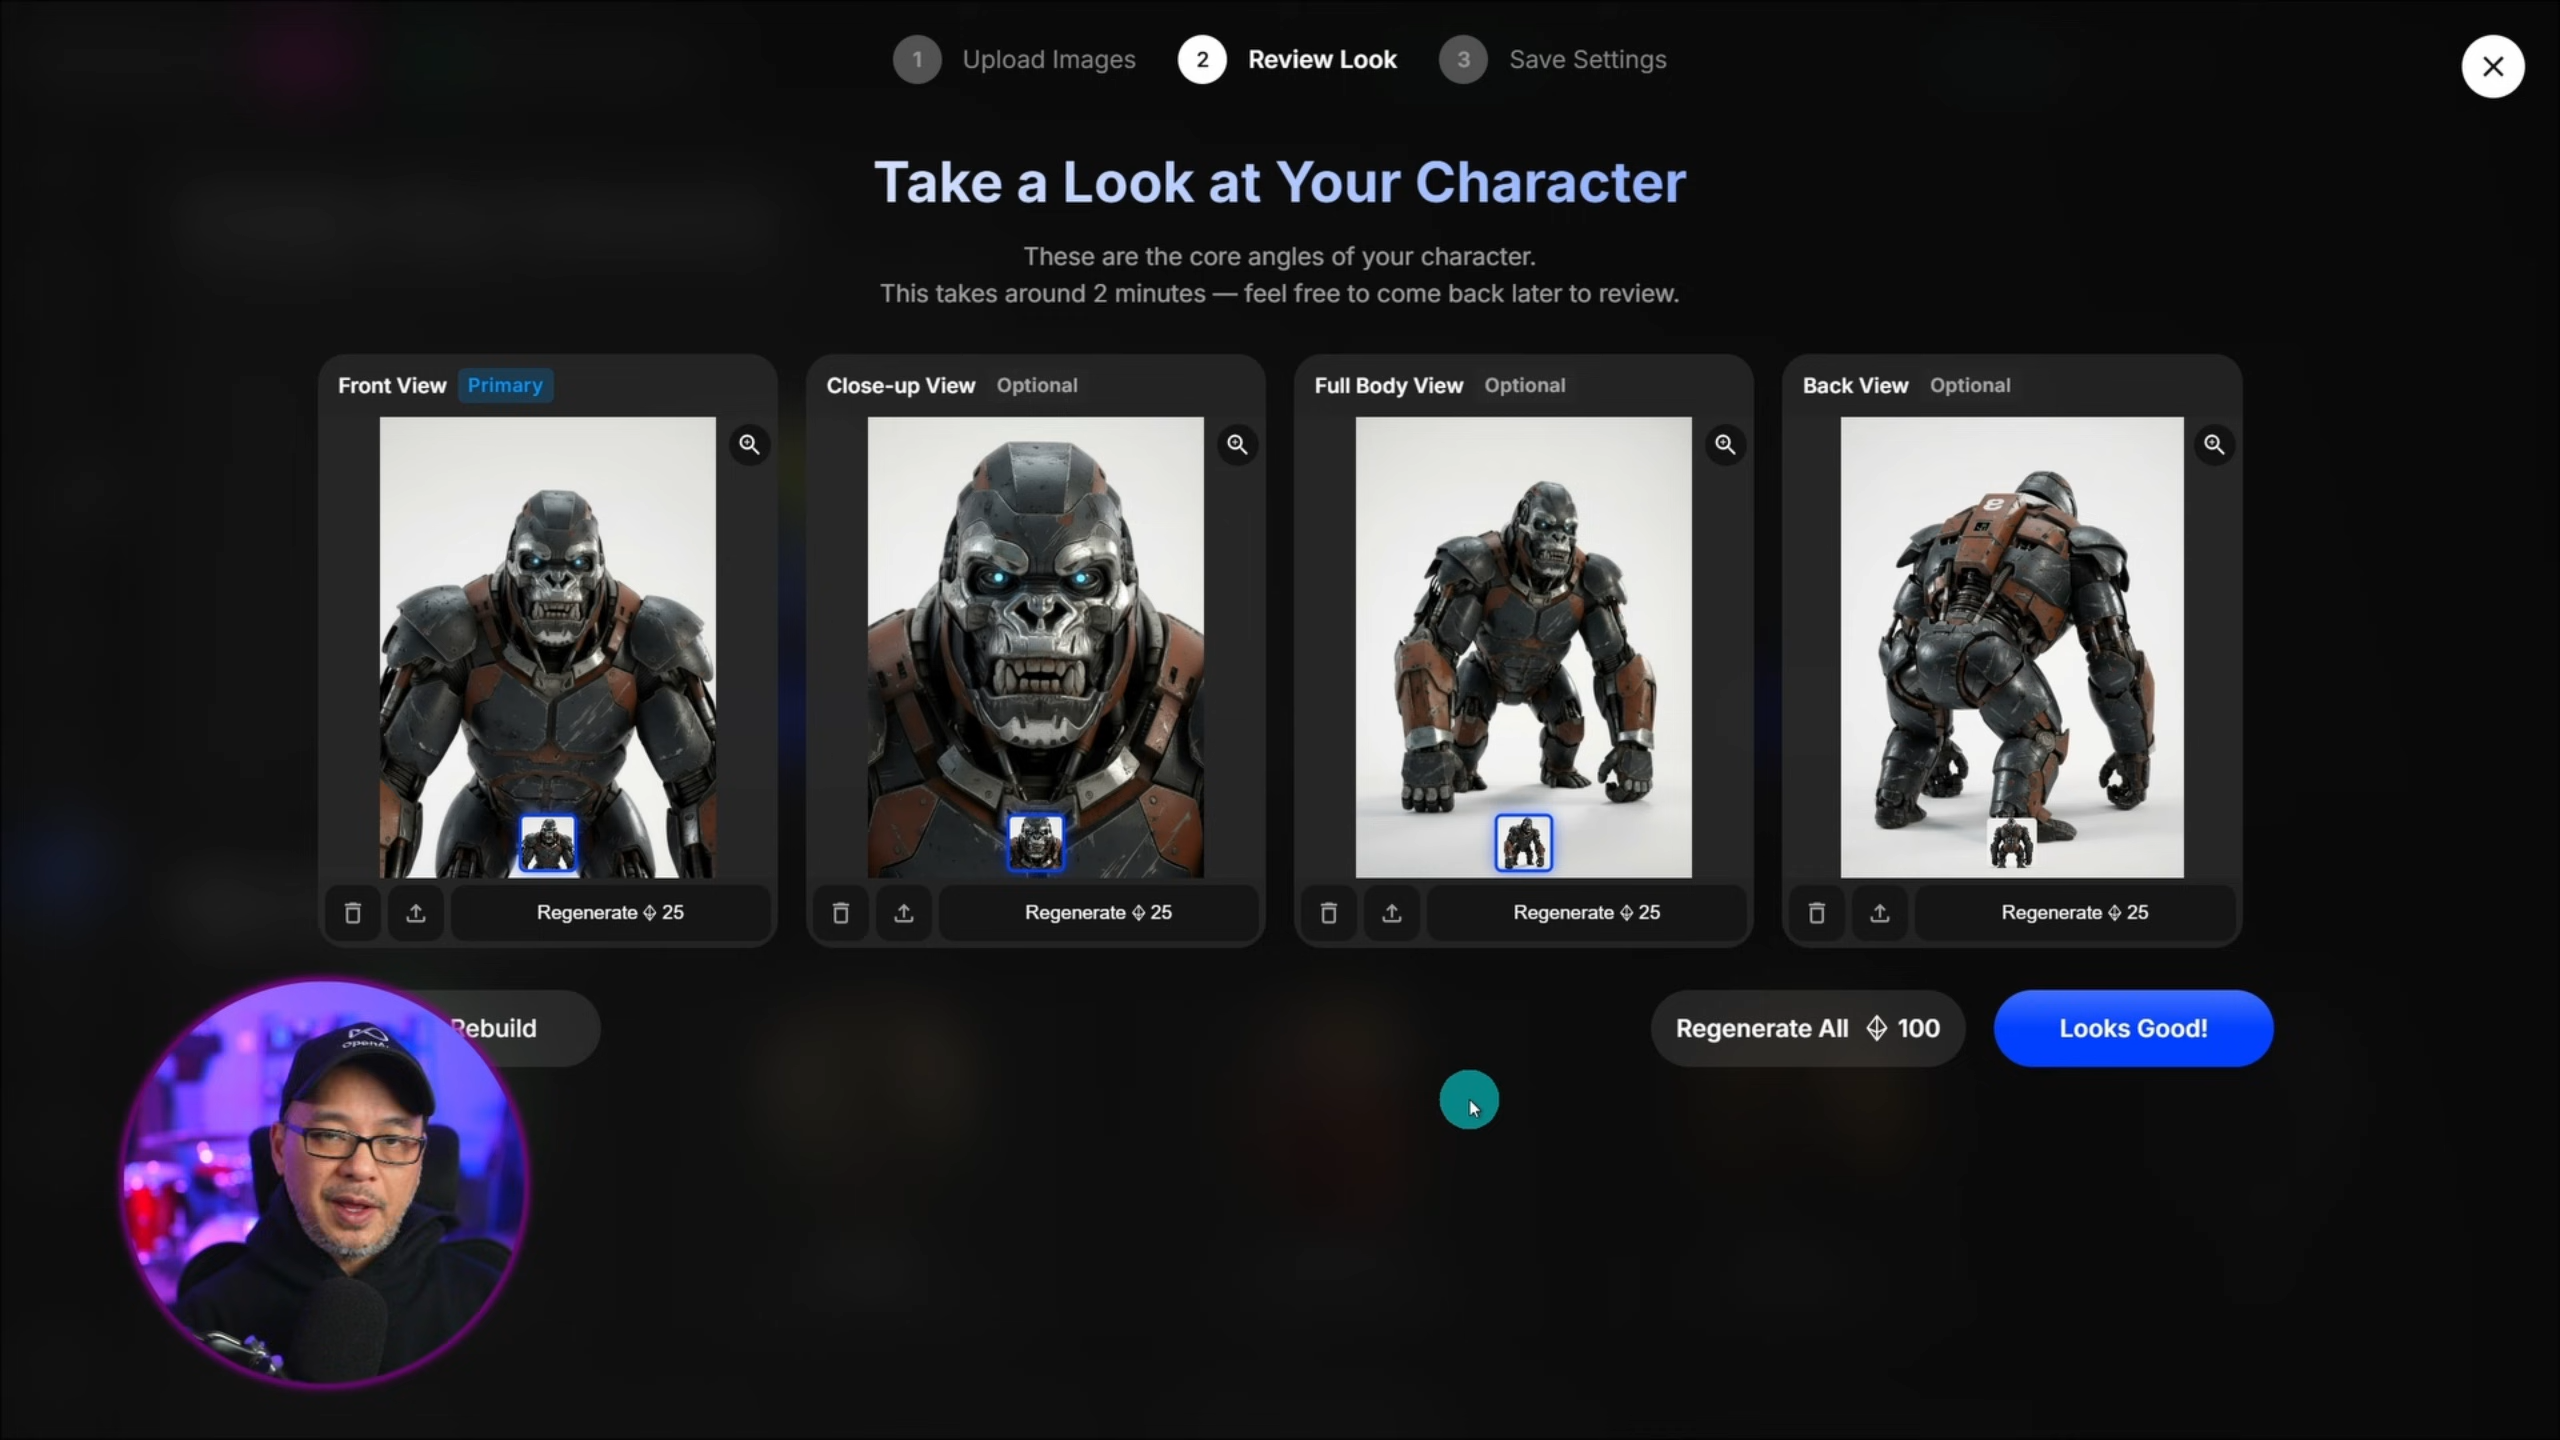 1 Upload Images 2 Review Look 3 Save Settings
Take a Look at Your Character
These are the core angles of your character.
This takes around 2 minutes — feel free to come back later to review.
Front View Primary
Close-up View Optional
Full Body View Optional
Back View Optional
8
Regenerate 25
Regenerate 25
Regenerate 25
Regenerate 25
Rebuild
Regenerate All 100
Looks Good!